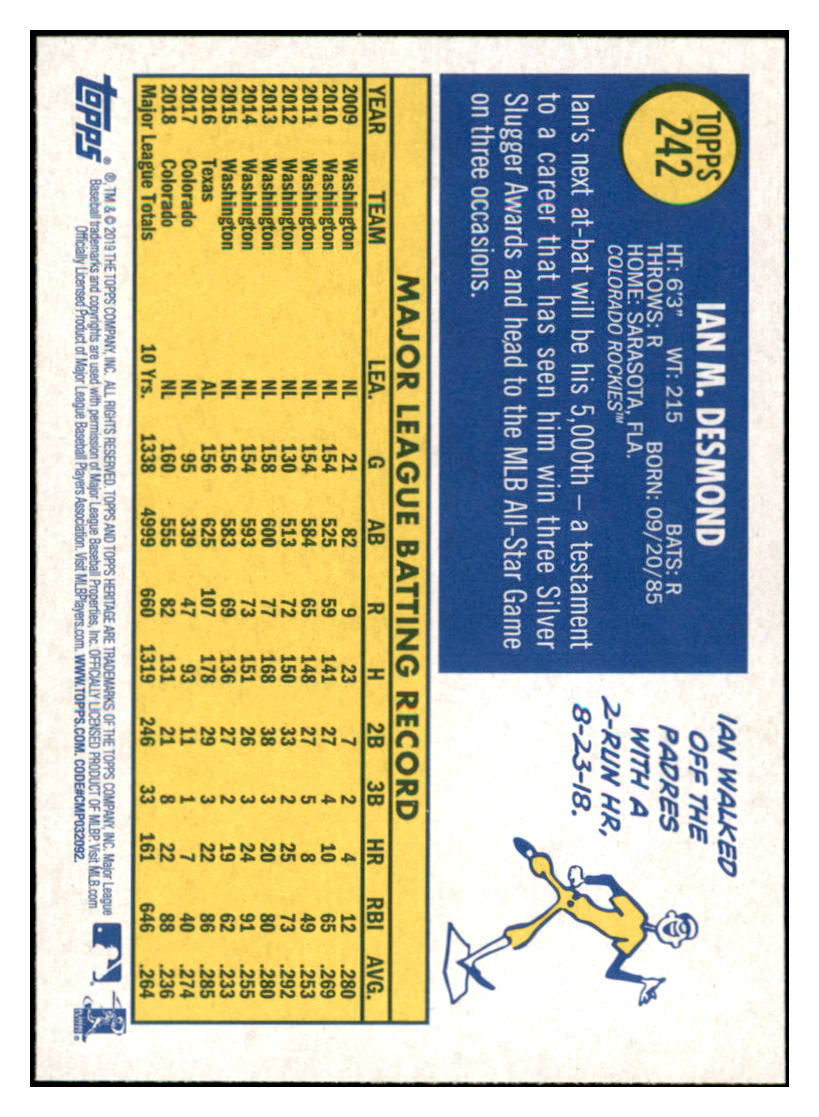 TOPPS
242
IAN M. DESMOND
HT: 6'3" WT: 215 BATS: R
THROWS: R BORN: 09/20/85
HOME: SARASOTA, FLA.
COLORADO ROCKIES™
Ian's next at-bat will be his 5,000th – a testament
to a career that has seen him win three Silver
Slugger Awards and head to the MLB All-Star Game
on three occasions.
IAN WALKED
OFF THE
PADRES
WITH A
2-RUN HR,
8-23-18.
MAJOR LEAGUE BATTING RECORD
YEAR TEAM LEA. G AB R H 2B 3B HR RBI AVG.
2009 Washington NL 21 82 9 23 7 2 4 12 .280
2010 Washington NL 154 525 59 141 27 4 10 65 .269
2011 Washington NL 154 584 65 148 27 5 8 49 .253
2012 Washington NL 130 513 72 150 33 2 25 73 .292
2013 Washington NL 158 600 77 168 38 3 20 80 .280
2014 Washington NL 154 593 73 151 26 3 24 91 .255
2015 Washington NL 156 583 69 136 27 2 19 62 .233
2016 Texas AL 156 625 107 178 29 3 22 86 .285
2017 Colorado NL 95 339 47 93 11 1 7 40 .274
2018 Colorado NL 160 555 82 131 21 8 22 88 .236
Major League Totals 10 Yrs. 1338 4999 660 1319 246 33 161 646 .264
topps®
®, TM & © 2019 THE TOPPS COMPANY, INC. ALL RIGHTS RESERVED. TOPPS AND TOPPS HERITAGE ARE TRADEMARKS OF THE TOPPS COMPANY, INC. Major League
Baseball trademarks and copyrights are used with permission of Major League Baseball Properties, Inc. OFFICIALLY LICENSED PRODUCT OF MLBP. Visit MLB.com
Officially Licensed Product of Major League Baseball Players Association. Visit MLBPlayers.com. WWW.TOPPS.COM. CODE#CMP032092.